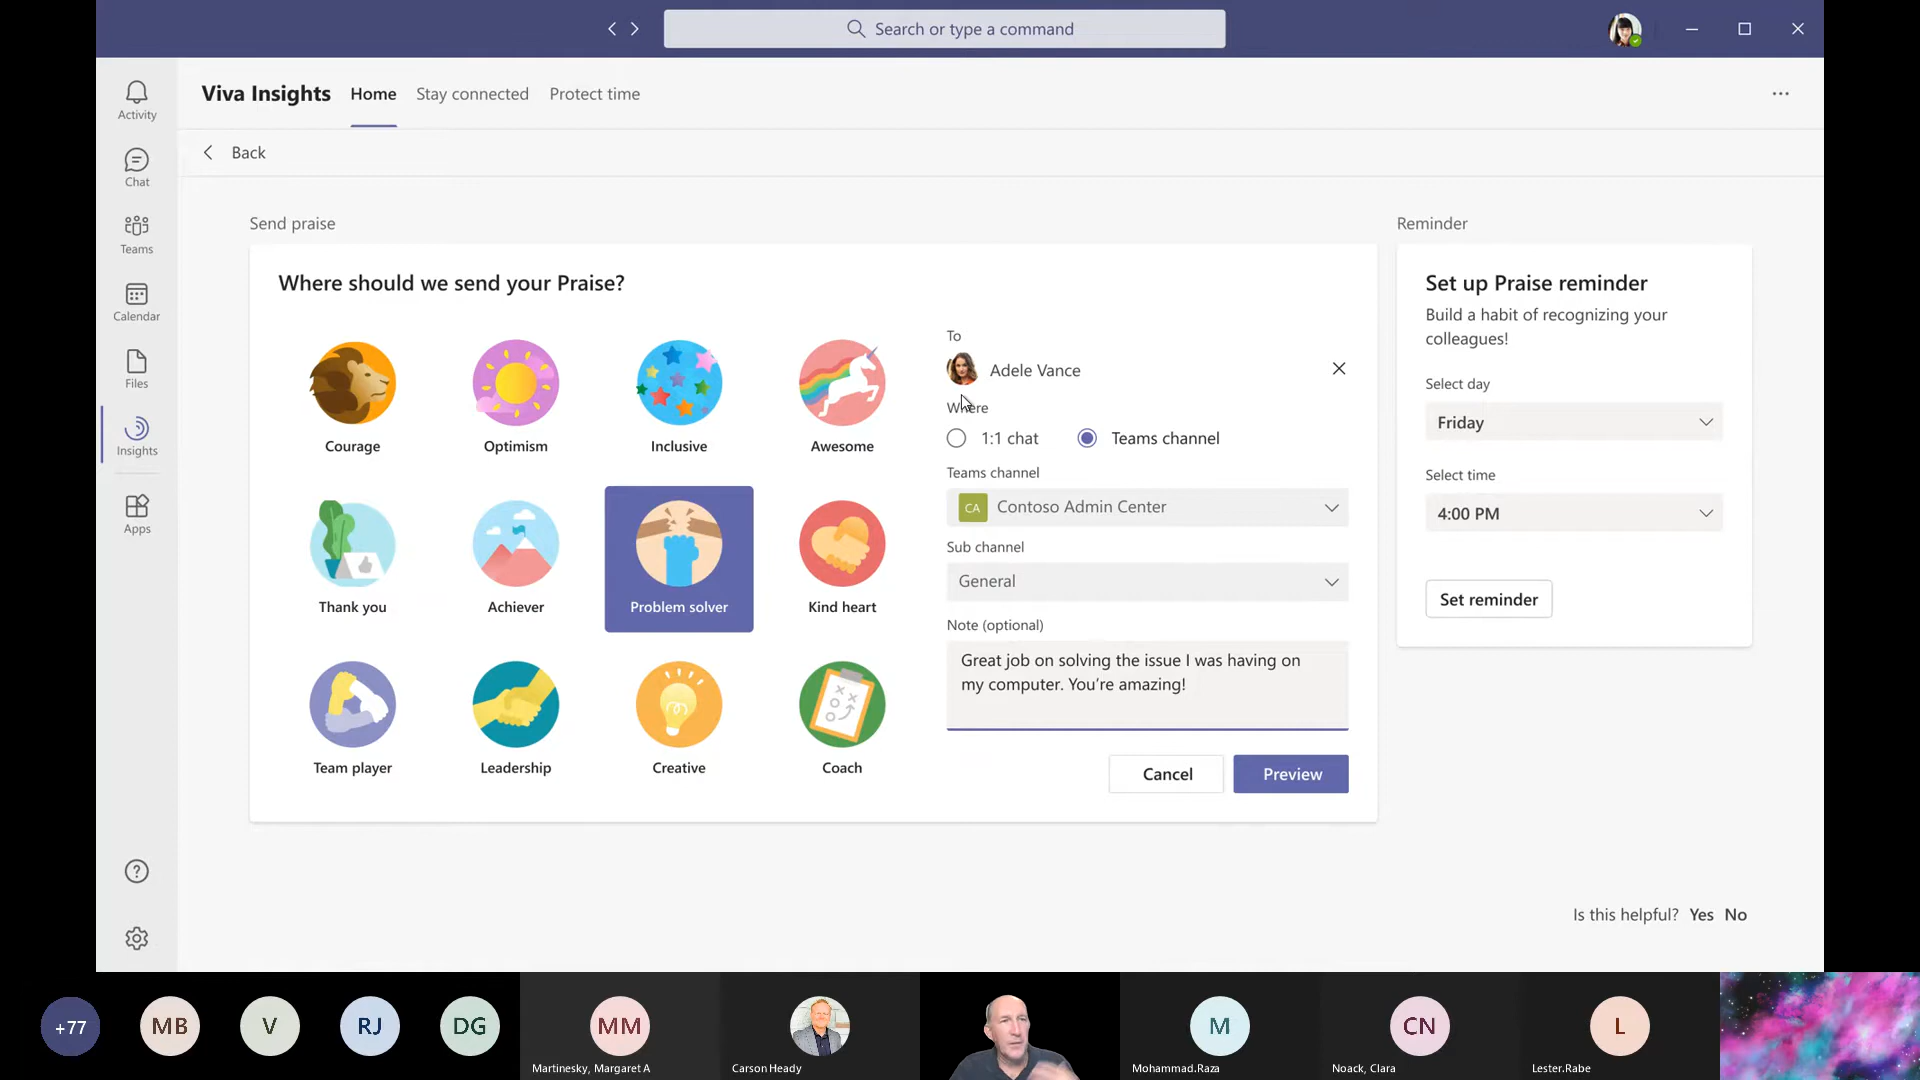 Search or type a command
Viva Insights Home Stay connected Protect time
Activity
Chat
Teams
Calendar
Files
Insights
Apps
Back
Send praise
Where should we send your Praise?
Courage Optimism Inclusive Awesome
Thank you Achiever Problem solver Kind heart
Team player Leadership Creative Coach
To
Adele Vance
Where
1:1 chat Teams channel
Teams channel
CA Contoso Admin Center
Sub channel
General
Note (optional)
Great job on solving the issue I was having on
my computer. You’re amazing!
Cancel Preview
Reminder
Set up Praise reminder
Build a habit of recognizing your
colleagues!
Select day
Friday
Select time
4:00 PM
Set reminder
Is this helpful? Yes No
+77 MB V RJ DG MM M CN L
Martinesky, Margaret A Carson Heady Mohammad.Raza Noack, Clara Lester.Rabe